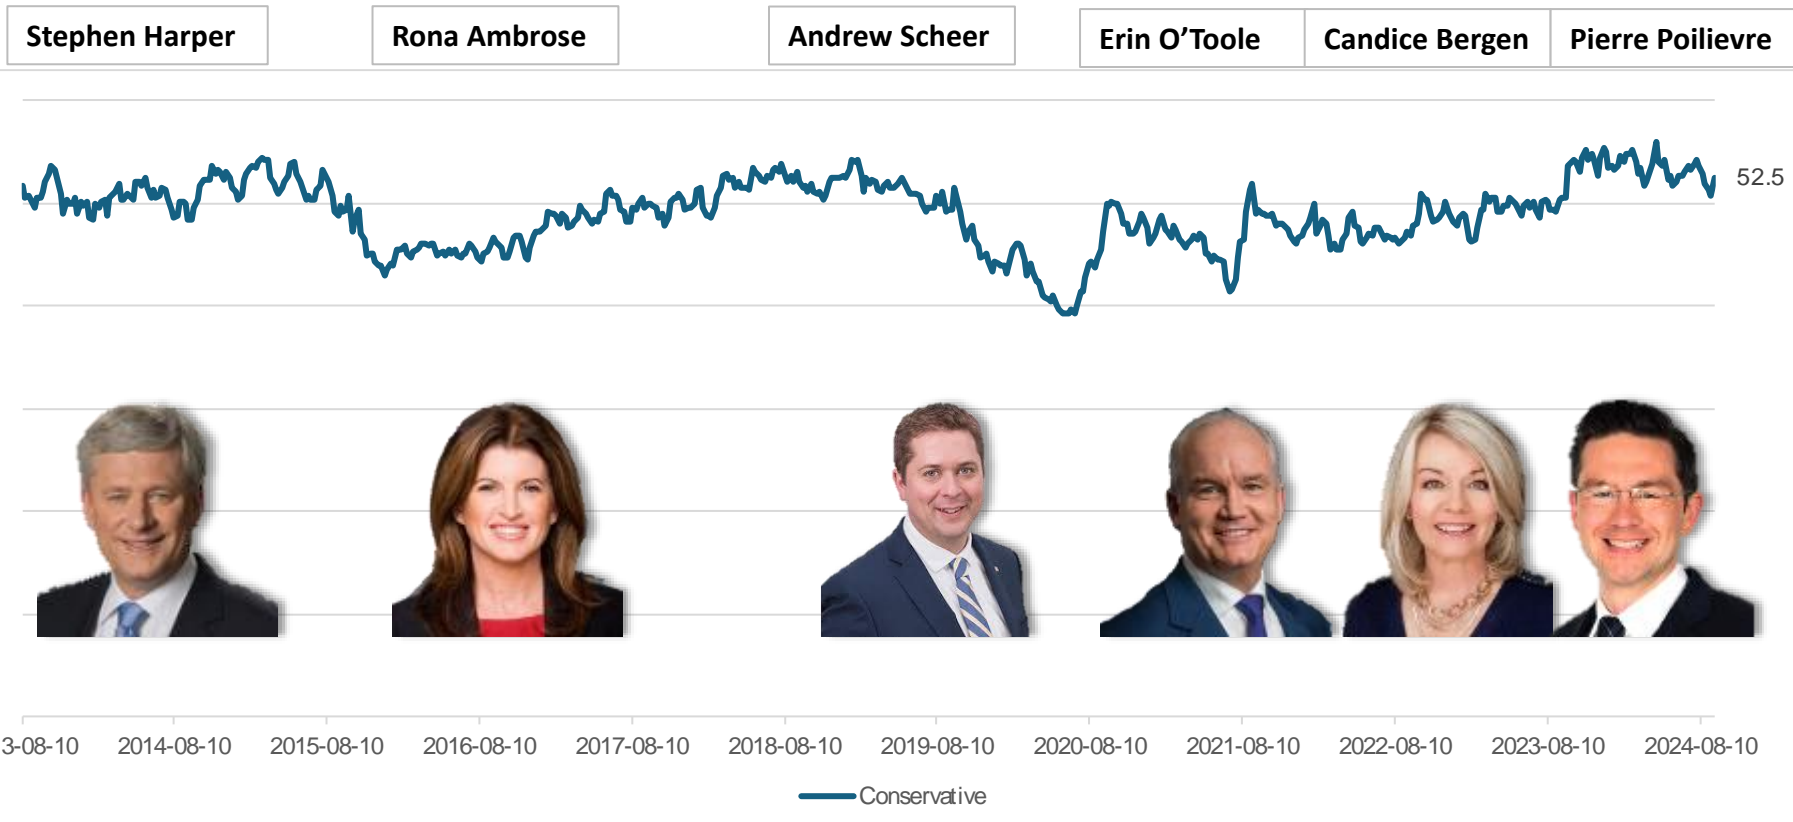 Stephen Harper
Rona Ambrose
Andrew Scheer
Erin O’Toole
Candice Bergen
Pierre Poilievre
52.5
3-08-10
2014-08-10
2015-08-10
2016-08-10
2017-08-10
2018-08-10
2019-08-10
2020-08-10
2021-08-10
2022-08-10
2023-08-10
2024-08-10
Conservative